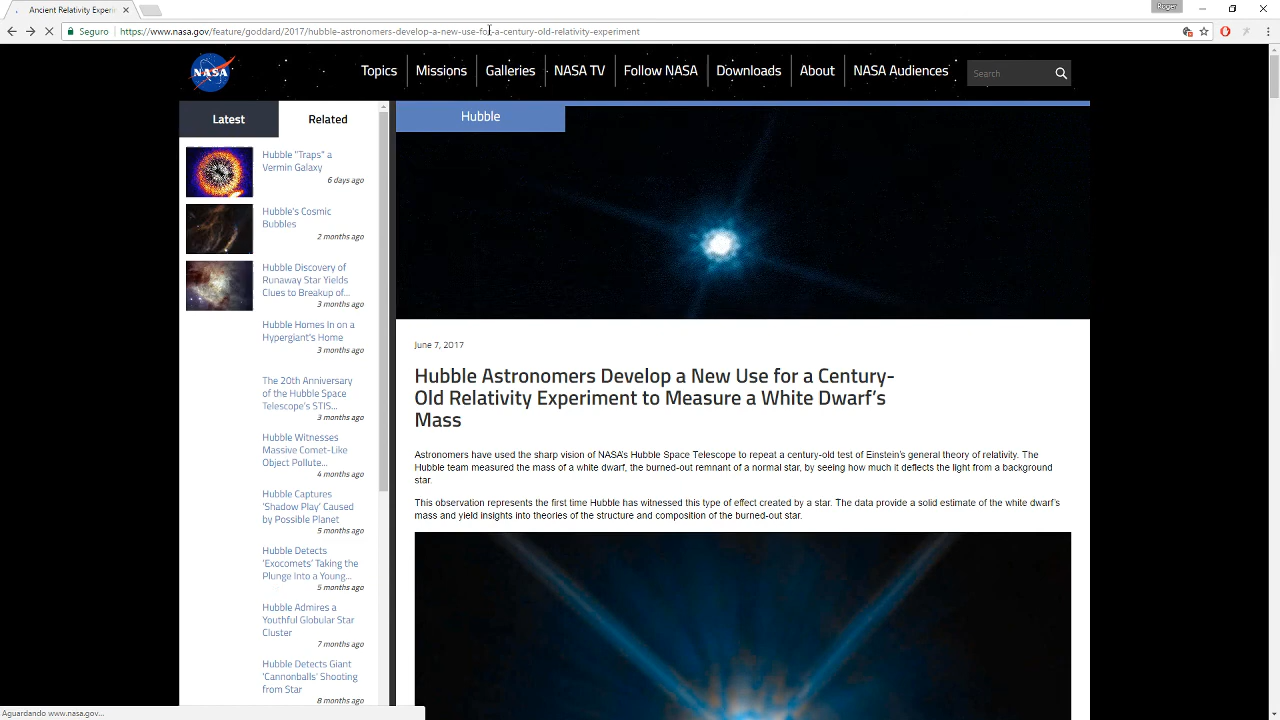 Ancient Relativity Experi
Roger
Seguro
https://www.nasa.gov/feature/goddard/2017/hubble-astronomers-develop-a-new-use-for-a-century-old-relativity-experiment
NASA
Topics
Missions
Galleries
NASA TV
Follow NASA
Downloads
About
NASA Audiences
Search
Latest
Related
Hubble "Traps" a
Vermin Galaxy
6 days ago
Hubble's Cosmic
Bubbles
2 months ago
Hubble Discovery of
Runaway Star Yields
Clues to Breakup of...
3 months ago
Hubble Homes In on a
Hypergiant's Home
3 months ago
The 20th Anniversary
of the Hubble Space
Telescope's STIS...
3 months ago
Hubble Witnesses
Massive Comet-Like
Object Pollute...
4 months ago
Hubble Captures
'Shadow Play' Caused
by Possible Planet
5 months ago
Hubble Detects
'Exocomets' Taking the
Plunge Into a Young...
5 months ago
Hubble Admires a
Youthful Globular Star
Cluster
7 months ago
Hubble Detects Giant
'Cannonballs' Shooting
from Star
8 months ago
Hubble
June 7, 2017
Hubble Astronomers Develop a New Use for a Century-
Old Relativity Experiment to Measure a White Dwarf's
Mass
Astronomers have used the sharp vision of NASA's Hubble Space Telescope to repeat a century-old test of Einstein's general theory of relativity. The
Hubble team measured the mass of a white dwarf, the burned-out remnant of a normal star, by seeing how much it deflects the light from a background
star.
This observation represents the first time Hubble has witnessed this type of effect created by a star. The data provide a solid estimate of the white dwarf's
mass and yield insights into theories of the structure and composition of the burned-out star.
Aguardando www.nasa.gov...